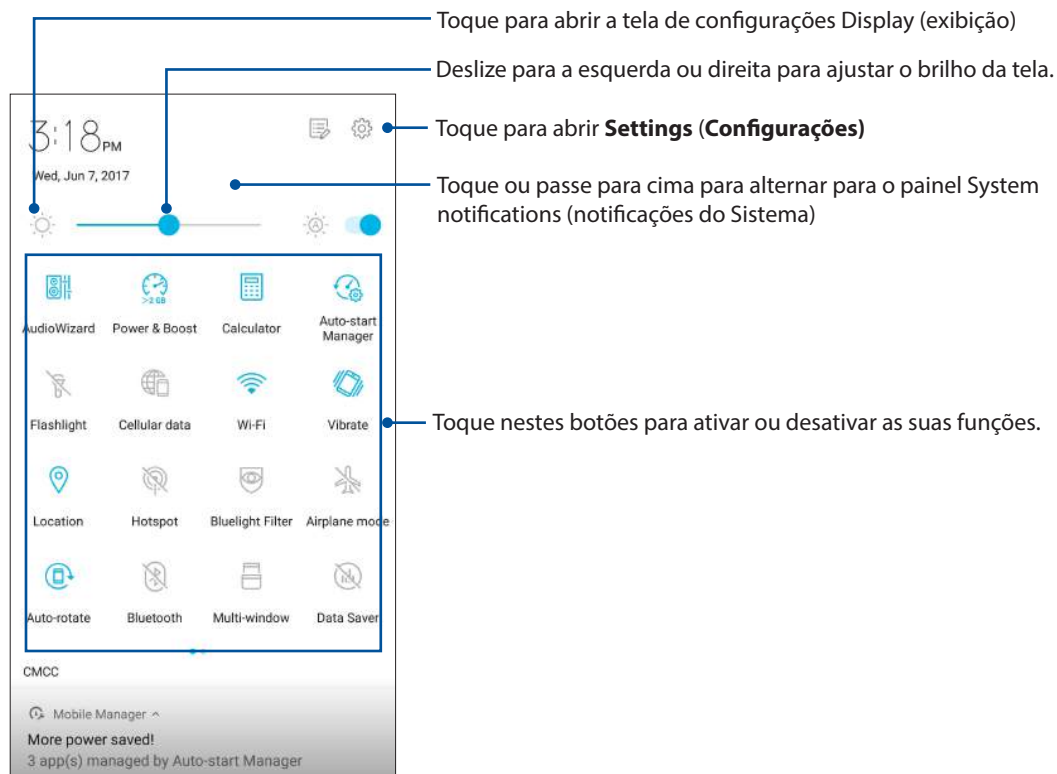 Toque para abrir a tela de configurações Display (exibição)
Deslize para a esquerda ou direita para ajustar o brilho da tela.
Toque para abrir Settings (Configurações)
Toque ou passe para cima para alternar para o painel System
notifications (notificações do Sistema)
3:18PM
Wed, Jun 7, 2017
A
>2 GB
AudioWizard Power & Boost Calculator Auto-start
Manager
Flashlight Cellular data Wi-Fi Vibrate
Toque nestes botões para ativar ou desativar as suas funções.
Location Hotspot Bluelight Filter Airplane mode
Auto-rotate Bluetooth Multi-window Data Saver
CMCC
Mobile Manager
More power saved!
3 app(s) managed by Auto-start Manager